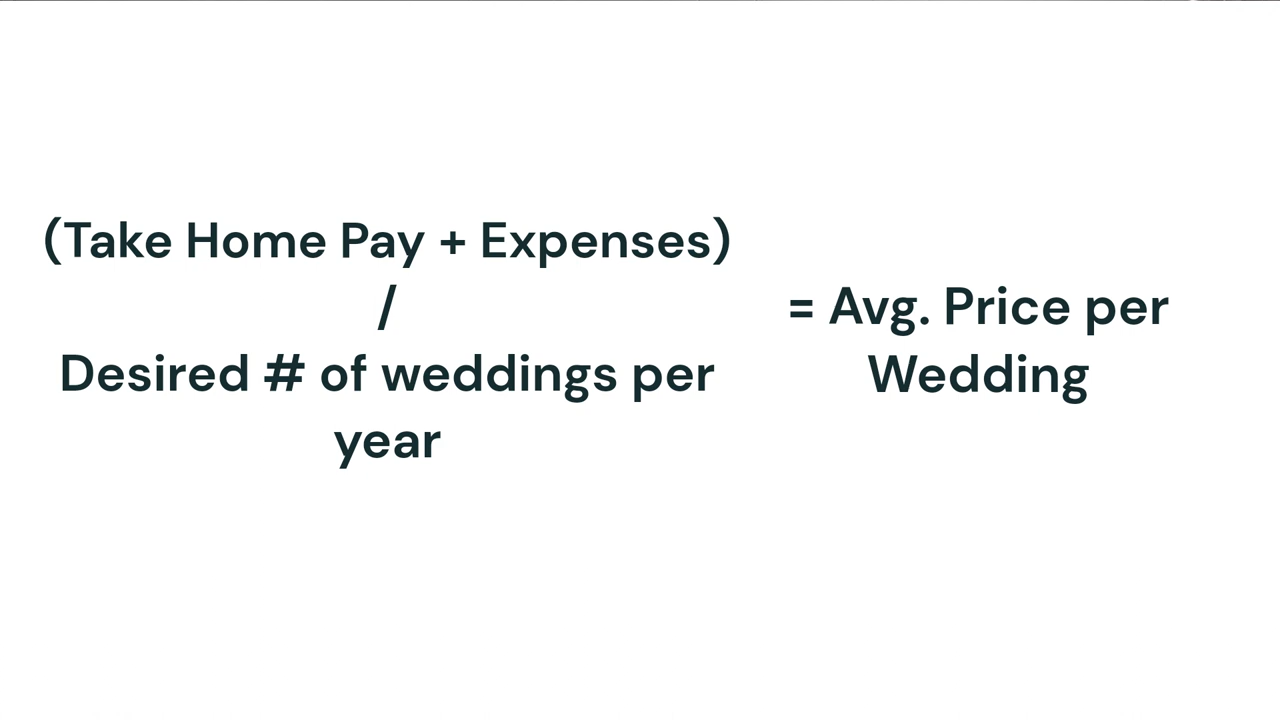 (Take Home Pay + Expenses)
/
Desired # of weddings per
year
= Avg. Price per
Wedding